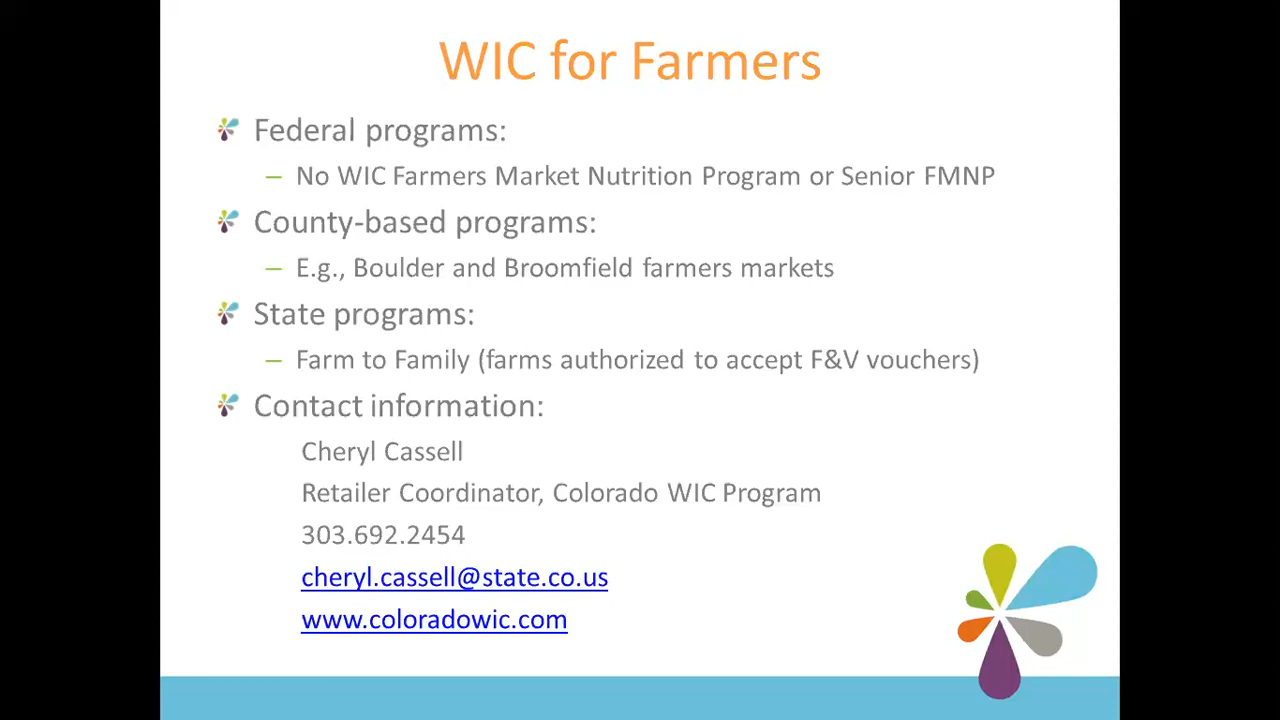 WIC for Farmers
Federal programs:
– No WIC Farmers Market Nutrition Program or Senior FMNP
County-based programs:
– E.g., Boulder and Broomfield farmers markets
State programs:
– Farm to Family (farms authorized to accept F&V vouchers)
Contact information:
Cheryl Cassell
Retailer Coordinator, Colorado WIC Program
303.692.2454
cheryl.cassell@state.co.us
www.coloradowic.com